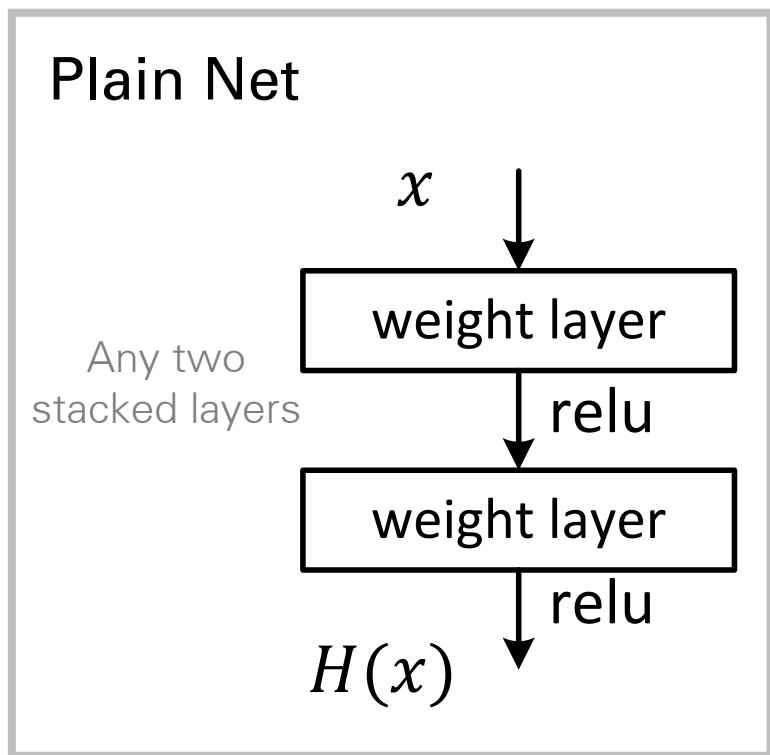 Plain Net
x
weight layer
Any two
stacked layers
relu
weight layer
relu
H(x)